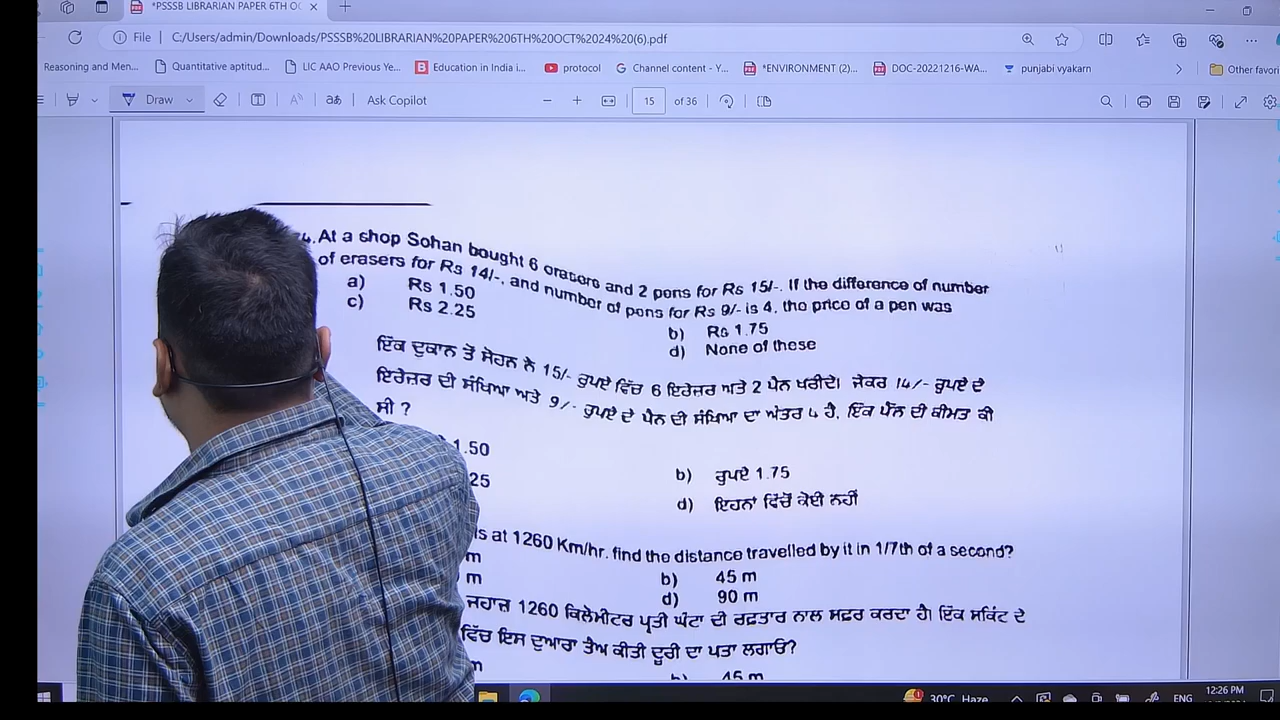 *PSSSB LIBRARIAN PAPER 6TH OC
File C:/Users/admin/Downloads/PSSSB%20LIBRARIAN%20PAPER%206TH%20OCT%2024%20(6).pdf
Reasoning and Men... Quantitative aptitud... LIC AAO Previous Ye... Education in India i... protocol Channel content - Y... *ENVIRONMENT (2)... DOC-20221216-WA... punjabi vyakarn Other favori
Draw Ask Copilot 15 of 36
4. At a shop Sohan bought 6 erasers and 2 pens for Rs 15/-. If the difference of number
of erasers for Rs 14/-, and number of pens for Rs 9/- is 4, the price of a pen was
a) Rs 1.50
b) Rs 1.75
c) Rs 2.25
d) None of these
ਇੱਕ ਦੁਕਾਨ ਤੋਂ ਸੋਹਨ ਨੇ 15/- ਰੁਪਏ ਵਿੱਚ 6 ਇਰੇਜ਼ਰ ਅਤੇ 2 ਪੈਨ ਖਰੀਦੇ। ਜੇਕਰ 14/- ਰੁਪਏ ਦੇ
ਇਰੇਜ਼ਰ ਦੀ ਸੰਖਿਆ ਅਤੇ 9/- ਰੁਪਏ ਦੇ ਪੈਨ ਦੀ ਸੰਖਿਆ ਦਾ ਅੰਤਰ 4 ਹੈ, ਇੱਕ ਪੈੱਨ ਦੀ ਕੀਮਤ ਕੀ
ਸੀ ?
1.50
b) ਰੁਪਏ 1.75
25
d) ਇਹਨਾਂ ਵਿੱਚੋਂ ਕੋਈ ਨਹੀਂ
ls at 1260 Km/hr. find the distance travelled by it in 1/7th of a second?
m
b) 45 m
m
d) 90 m
ਜਹਾਜ਼ 1260 ਕਿਲੋਮੀਟਰ ਪ੍ਰਤੀ ਘੰਟਾ ਦੀ ਰਫ਼ਤਾਰ ਨਾਲ ਸਫ਼ਰ ਕਰਦਾ ਹੈ। ਇੱਕ ਸਕਿੰਟ ਦੇ
ਵਿੱਚ ਇਸ ਦੁਆਰਾ ਤੈਅ ਕੀਤੀ ਦੂਰੀ ਦਾ ਪਤਾ ਲਗਾਓ?
m
b) 45 m
30°C Haze ENG 12:26 PM